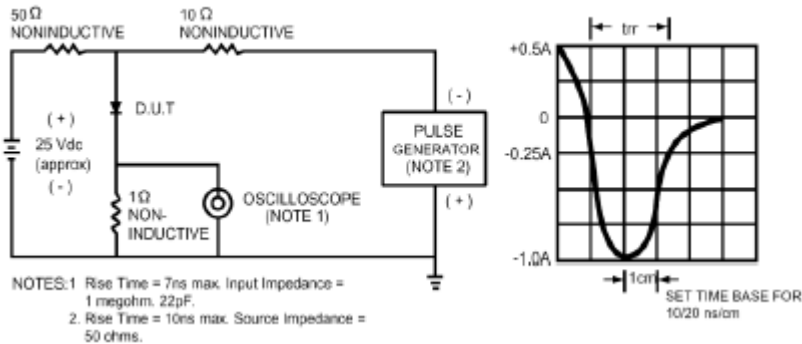 50 Ω
NONINDUCTIVE
10 Ω
NONINDUCTIVE
D.U.T
( + )
25 Vdc
(approx)
( - )
1 Ω
NON-
INDUCTIVE
OSCILLOSCOPE
(NOTE 1)
( - )
PULSE
GENERATOR
(NOTE 2)
( + )
NOTES:1 Rise Time = 7ns max. Input Impedance =
1 megohm. 22pF.
2. Rise Time = 10ns max. Source Impedance =
50 ohms.
trr
+0.5A
0
-0.25A
-1.0A
1cm
SET TIME BASE FOR
10/20 ns/cm